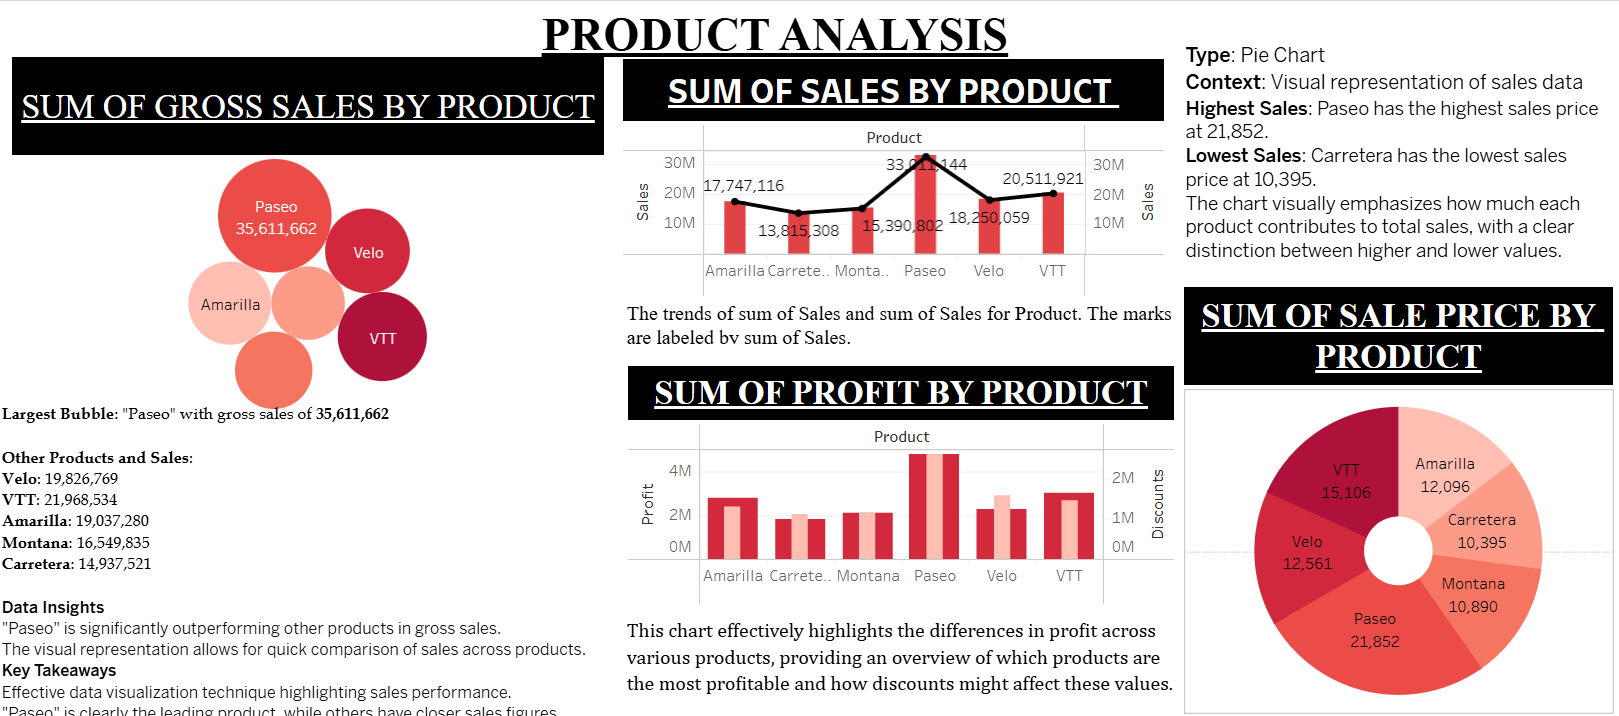 PRODUCT ANALYSIS
SUM OF GROSS SALES BY PRODUCT
Paseo
35,611,662
Velo
Amarilla
VTT
Largest Bubble: "Paseo" with gross sales of 35,611,662
Other Products and Sales:
Velo: 19,826,769
VTT: 21,968,534
Amarilla: 19,037,280
Montana: 16,549,835
Carretera: 14,937,521
Data Insights
"Paseo" is significantly outperforming other products in gross sales.
The visual representation allows for quick comparison of sales across products.
Key Takeaways
Effective data visualization technique highlighting sales performance.
"Paseo" is clearly the leading product, while others have closer sales figures
SUM OF SALES BY PRODUCT
Product
30M
20M
10M
Sales
17,747,116
13,815,308
15,390,802
33,011,144
18,250,059
20,511,921
30M
20M
10M
Sales
Amarilla Carrete.. Monta.. Paseo Velo VTT
The trends of sum of Sales and sum of Sales for Product. The marks
are labeled by sum of Sales.
SUM OF PROFIT BY PRODUCT
Product
4M
2M
0M
Profit
2M
1M
0M
Discounts
Amarilla Carrete.. Montana Paseo Velo VTT
This chart effectively highlights the differences in profit across
various products, providing an overview of which products are
the most profitable and how discounts might affect these values.
Type: Pie Chart
Context: Visual representation of sales data
Highest Sales: Paseo has the highest sales price
at 21,852.
Lowest Sales: Carretera has the lowest sales
price at 10,395.
The chart visually emphasizes how much each
product contributes to total sales, with a clear
distinction between higher and lower values.
SUM OF SALE PRICE BY
PRODUCT
VTT
15,106
Amarilla
12,096
Carretera
10,395
Velo
12,561
Montana
10,890
Paseo
21,852